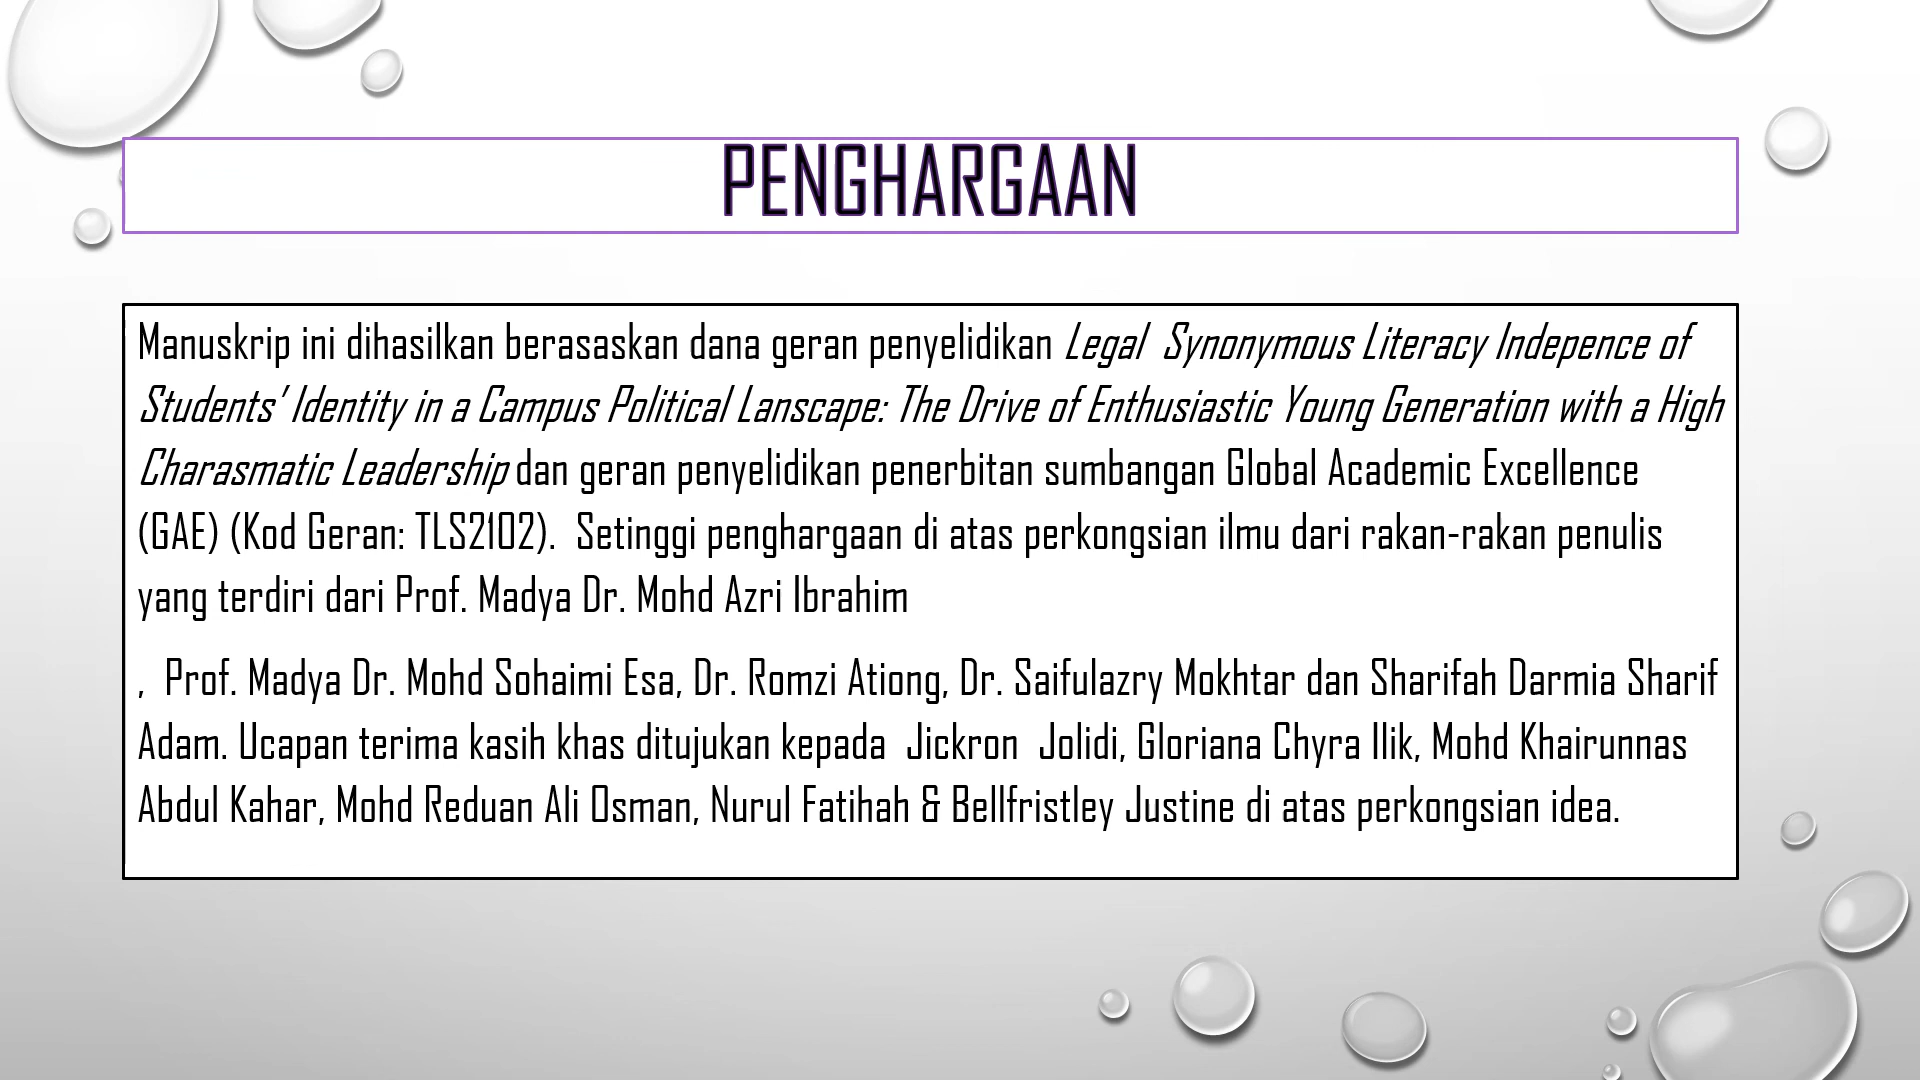 PENGHARGAAN
Manuskrip ini dihasilkan berasaskan dana geran penyelidikan Legal  Synonymous Literacy Indepence of
Students’ Identity in a Campus Political Lanscape: The Drive of Enthusiastic Young Generation with a High
Charasmatic Leadership dan geran penyelidikan penerbitan sumbangan Global Academic Excellence
(GAE) (Kod Geran: TLS2102).  Setinggi penghargaan di atas perkongsian ilmu dari rakan-rakan penulis
yang terdiri dari Prof. Madya Dr. Mohd Azri Ibrahim
,  Prof. Madya Dr. Mohd Sohaimi Esa, Dr. Romzi Ationg, Dr. Saifulazry Mokhtar dan Sharifah Darmia Sharif
Adam. Ucapan terima kasih khas ditujukan kepada  Jickron  Jolidi, Gloriana Chyra Ilik, Mohd Khairunnas
Abdul Kahar, Mohd Reduan Ali Osman, Nurul Fatihah & Bellfristley Justine di atas perkongsian idea.